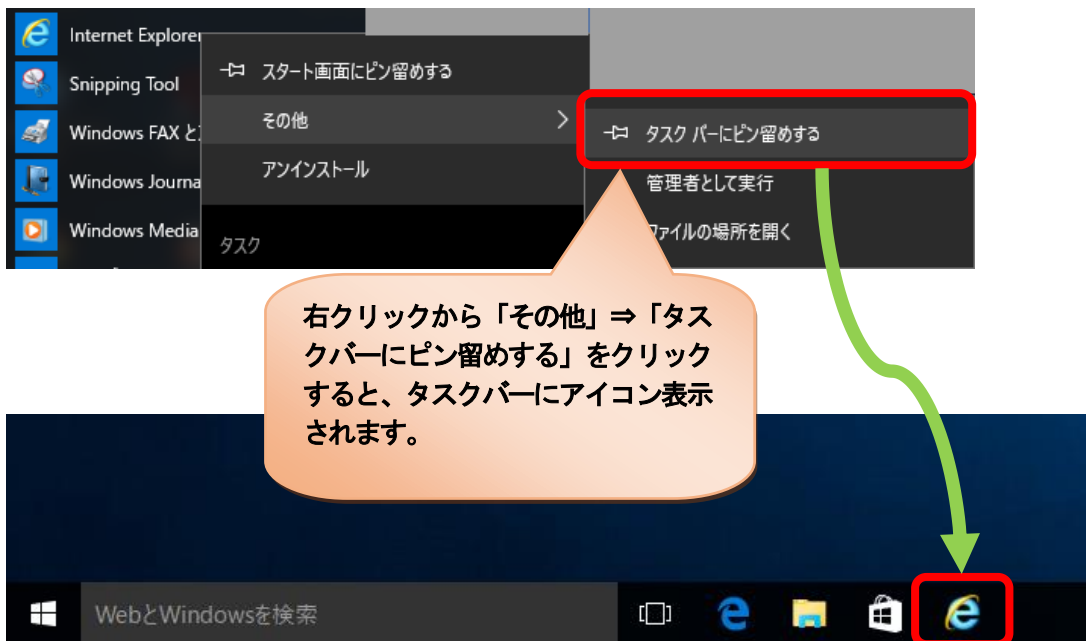 Internet Explorer
Snipping Tool
Windows FAX と
Windows Journa
Windows Media
スタート画面にピン留めする
その他
アンインストール
タスク
タスク バーにピン留めする
管理者として実行
ファイルの場所を開く
右クリックから「その他」⇒「タス
クバーにピン留めする」をクリック
すると、タスクバーにアイコン表示
されます。
WebとWindowsを検索